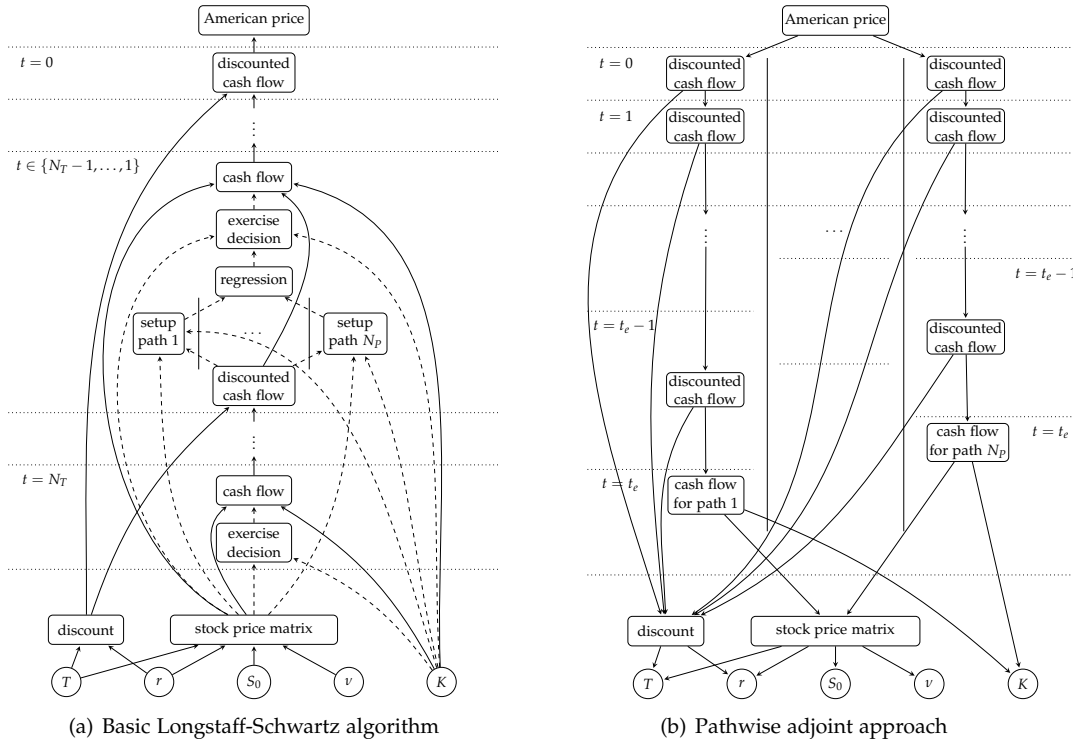 American price
t = 0
discounted
cash flow
⋮
t ∈ {N_T − 1, . . . , 1}
cash flow
exercise
decision
regression
setup
path 1
. . .
setup
path N_P
discounted
cash flow
⋮
t = N_T
cash flow
exercise
decision
discount
stock price matrix
T
r
S_0
ν
K
(a) Basic Longstaff-Schwartz algorithm
American price
t = 0
discounted
cash flow
discounted
cash flow
t = 1
discounted
cash flow
discounted
cash flow
⋮
. . .
⋮
t = t_e − 1
t = t_e − 1
discounted
cash flow
discounted
cash flow
t = t_e
cash flow
for path N_P
t = t_e
cash flow
for path 1
discount
stock price matrix
T
r
S_0
ν
K
(b) Pathwise adjoint approach